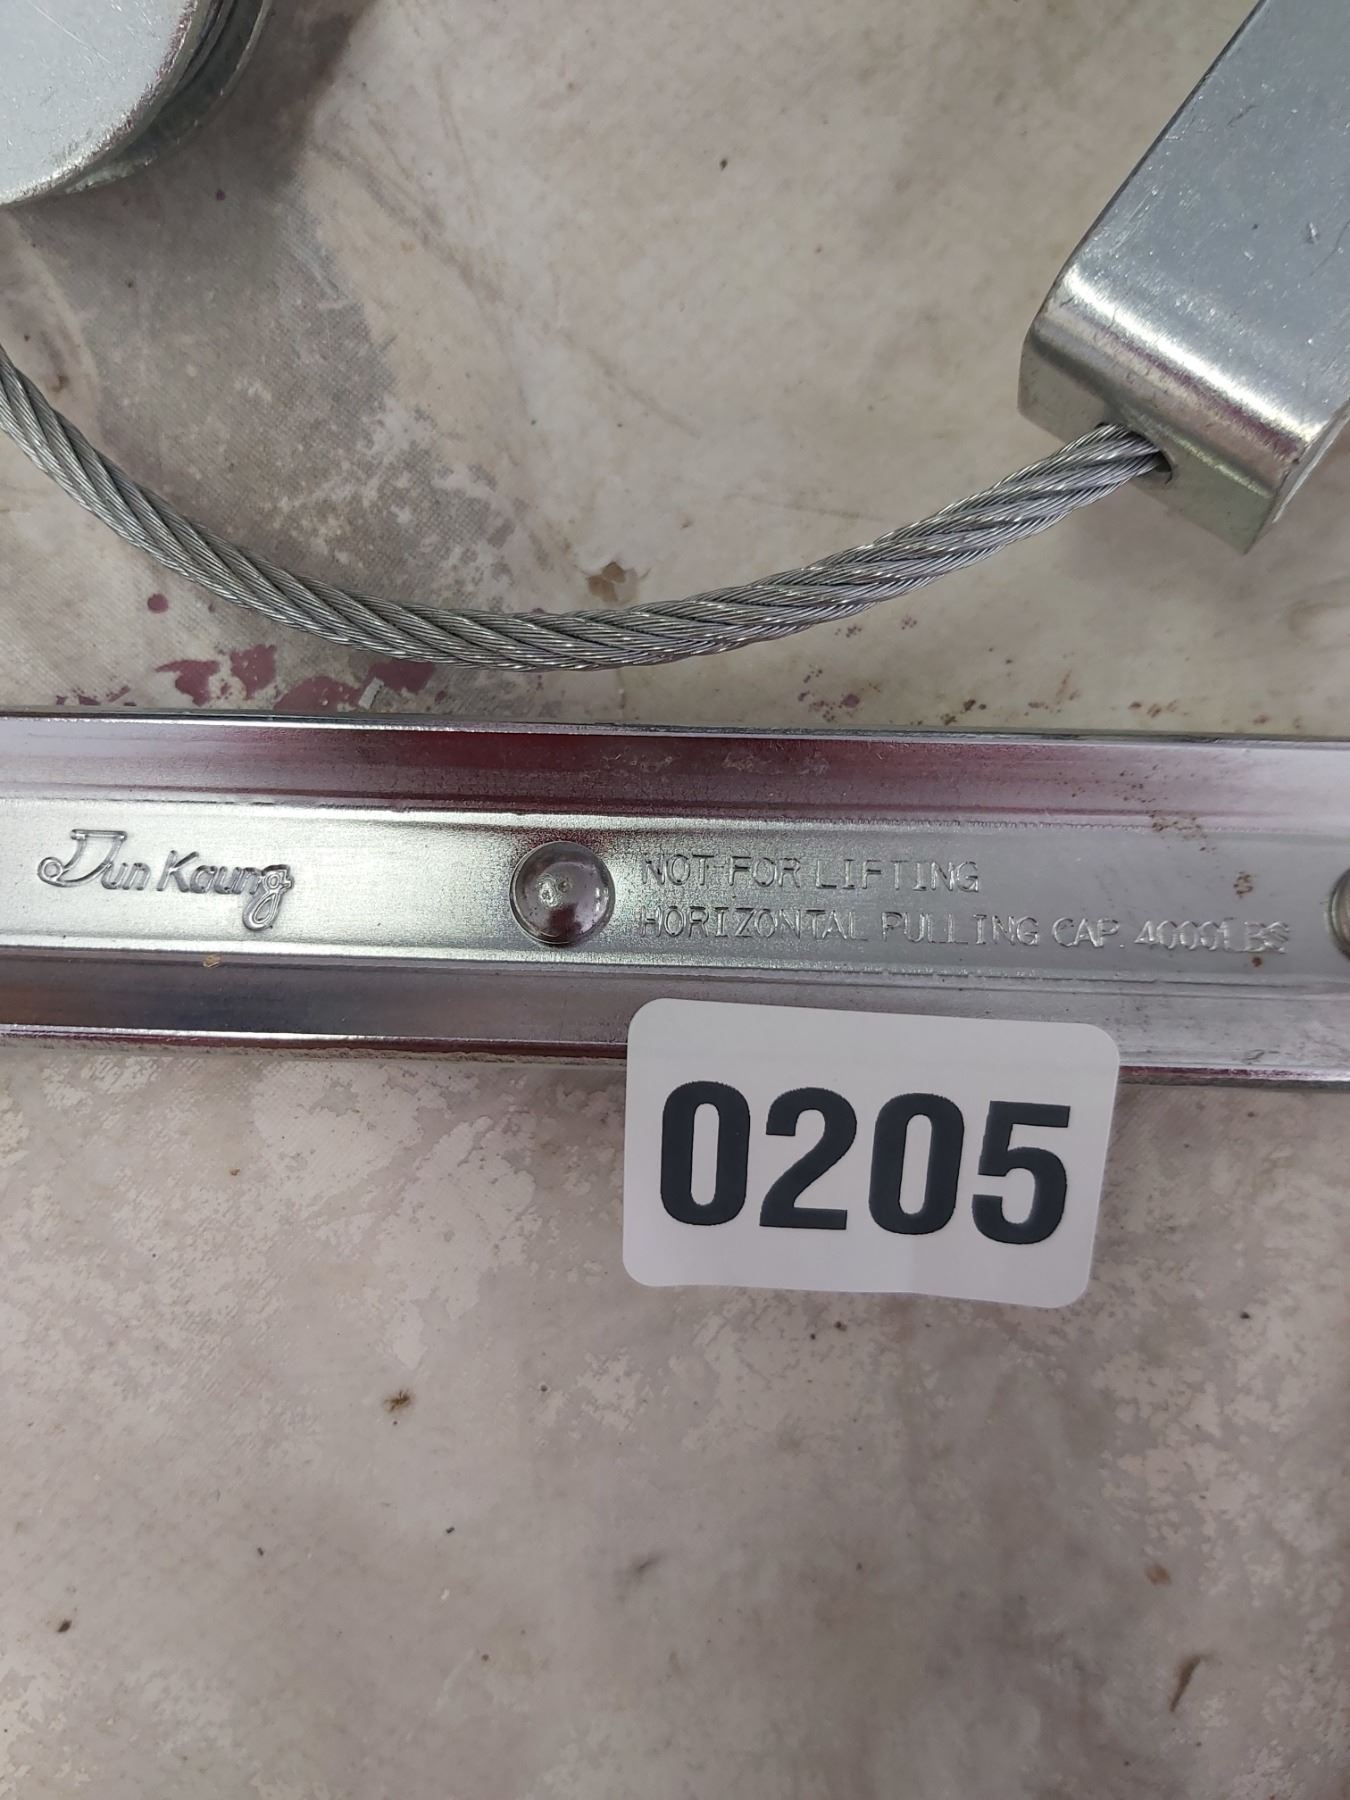 Jun Kaung
NOT FOR LIFTING
HORIZONTAL PULLING CAP. 4000LBS
0205